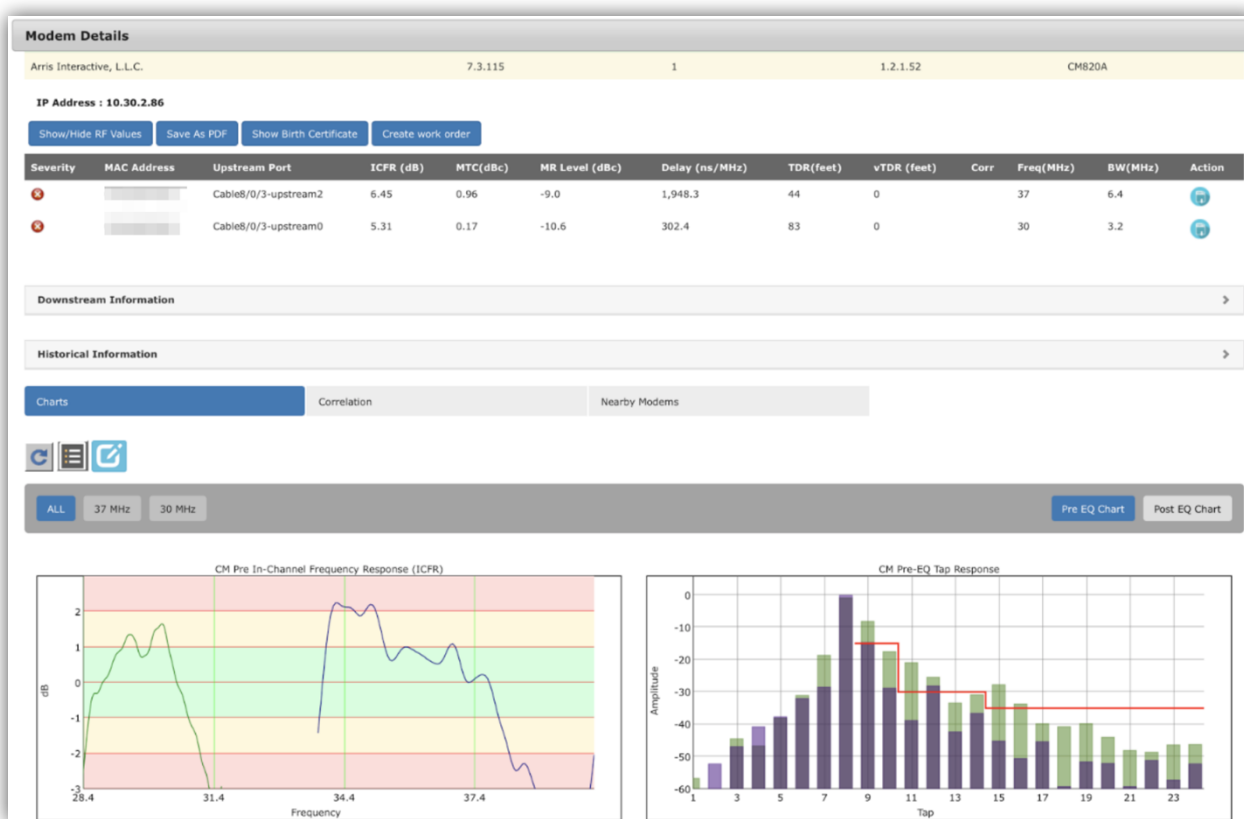 Modem Details
Arris Interactive, L.L.C. 7.3.115 1 1.2.1.52 CM820A
IP Address : 10.30.2.86
Show/Hide RF Values Save As PDF Show Birth Certificate Create work order
Severity MAC Address Upstream Port ICFR (dB) MTC(dBc) MR Level (dBc) Delay (ns/MHz) TDR(feet) vTDR (feet) Corr Freq(MHz) BW(MHz) Action
Cable8/0/3-upstream2 6.45 0.96 -9.0 1,948.3 44 0 37 6.4
Cable8/0/3-upstream0 5.31 0.17 -10.6 302.4 83 0 30 3.2
Downstream Information
Historical Information
Charts Correlation Nearby Modems
ALL 37 MHz 30 MHz Pre EQ Chart Post EQ Chart
CM Pre In-Channel Frequency Response (ICFR)
2
1
0
-1
-2
-3
dB
28.4 31.4 34.4 37.4
Frequency
CM Pre-EQ Tap Response
0
-10
-20
-30
-40
-50
-60
Amplitude
1 3 5 7 9 11 13 15 17 19 21 23
Tap